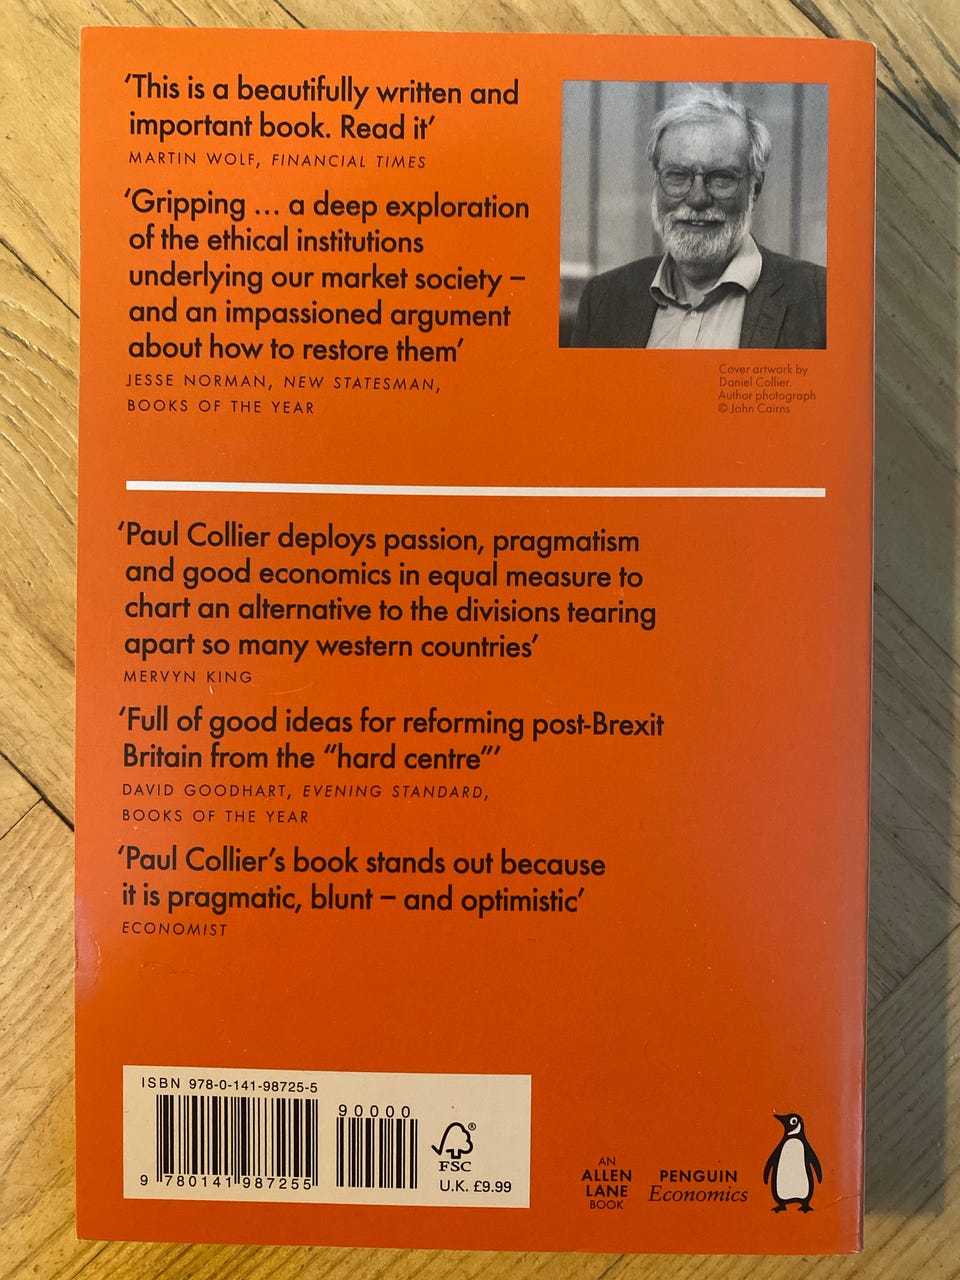 ‘This is a beautifully written and
important book. Read it’
MARTIN WOLF, FINANCIAL TIMES
‘Gripping ... a deep exploration
of the ethical institutions
underlying our market society –
and an impassioned argument
about how to restore them’
JESSE NORMAN, NEW STATESMAN,
BOOKS OF THE YEAR
Cover artwork by
Daniel Collier.
Author photograph
© John Cairns
‘Paul Collier deploys passion, pragmatism
and good economics in equal measure to
chart an alternative to the divisions tearing
apart so many western countries’
MERVYN KING
‘Full of good ideas for reforming post-Brexit
Britain from the “hard centre”’
DAVID GOODHART, EVENING STANDARD,
BOOKS OF THE YEAR
‘Paul Collier’s book stands out because
it is pragmatic, blunt – and optimistic’
ECONOMIST
ISBN 978-0-141-98725-5
90000
9 780141 987255
®
FSC
U.K. £9.99
AN
ALLEN
LANE
BOOK
PENGUIN
Economics